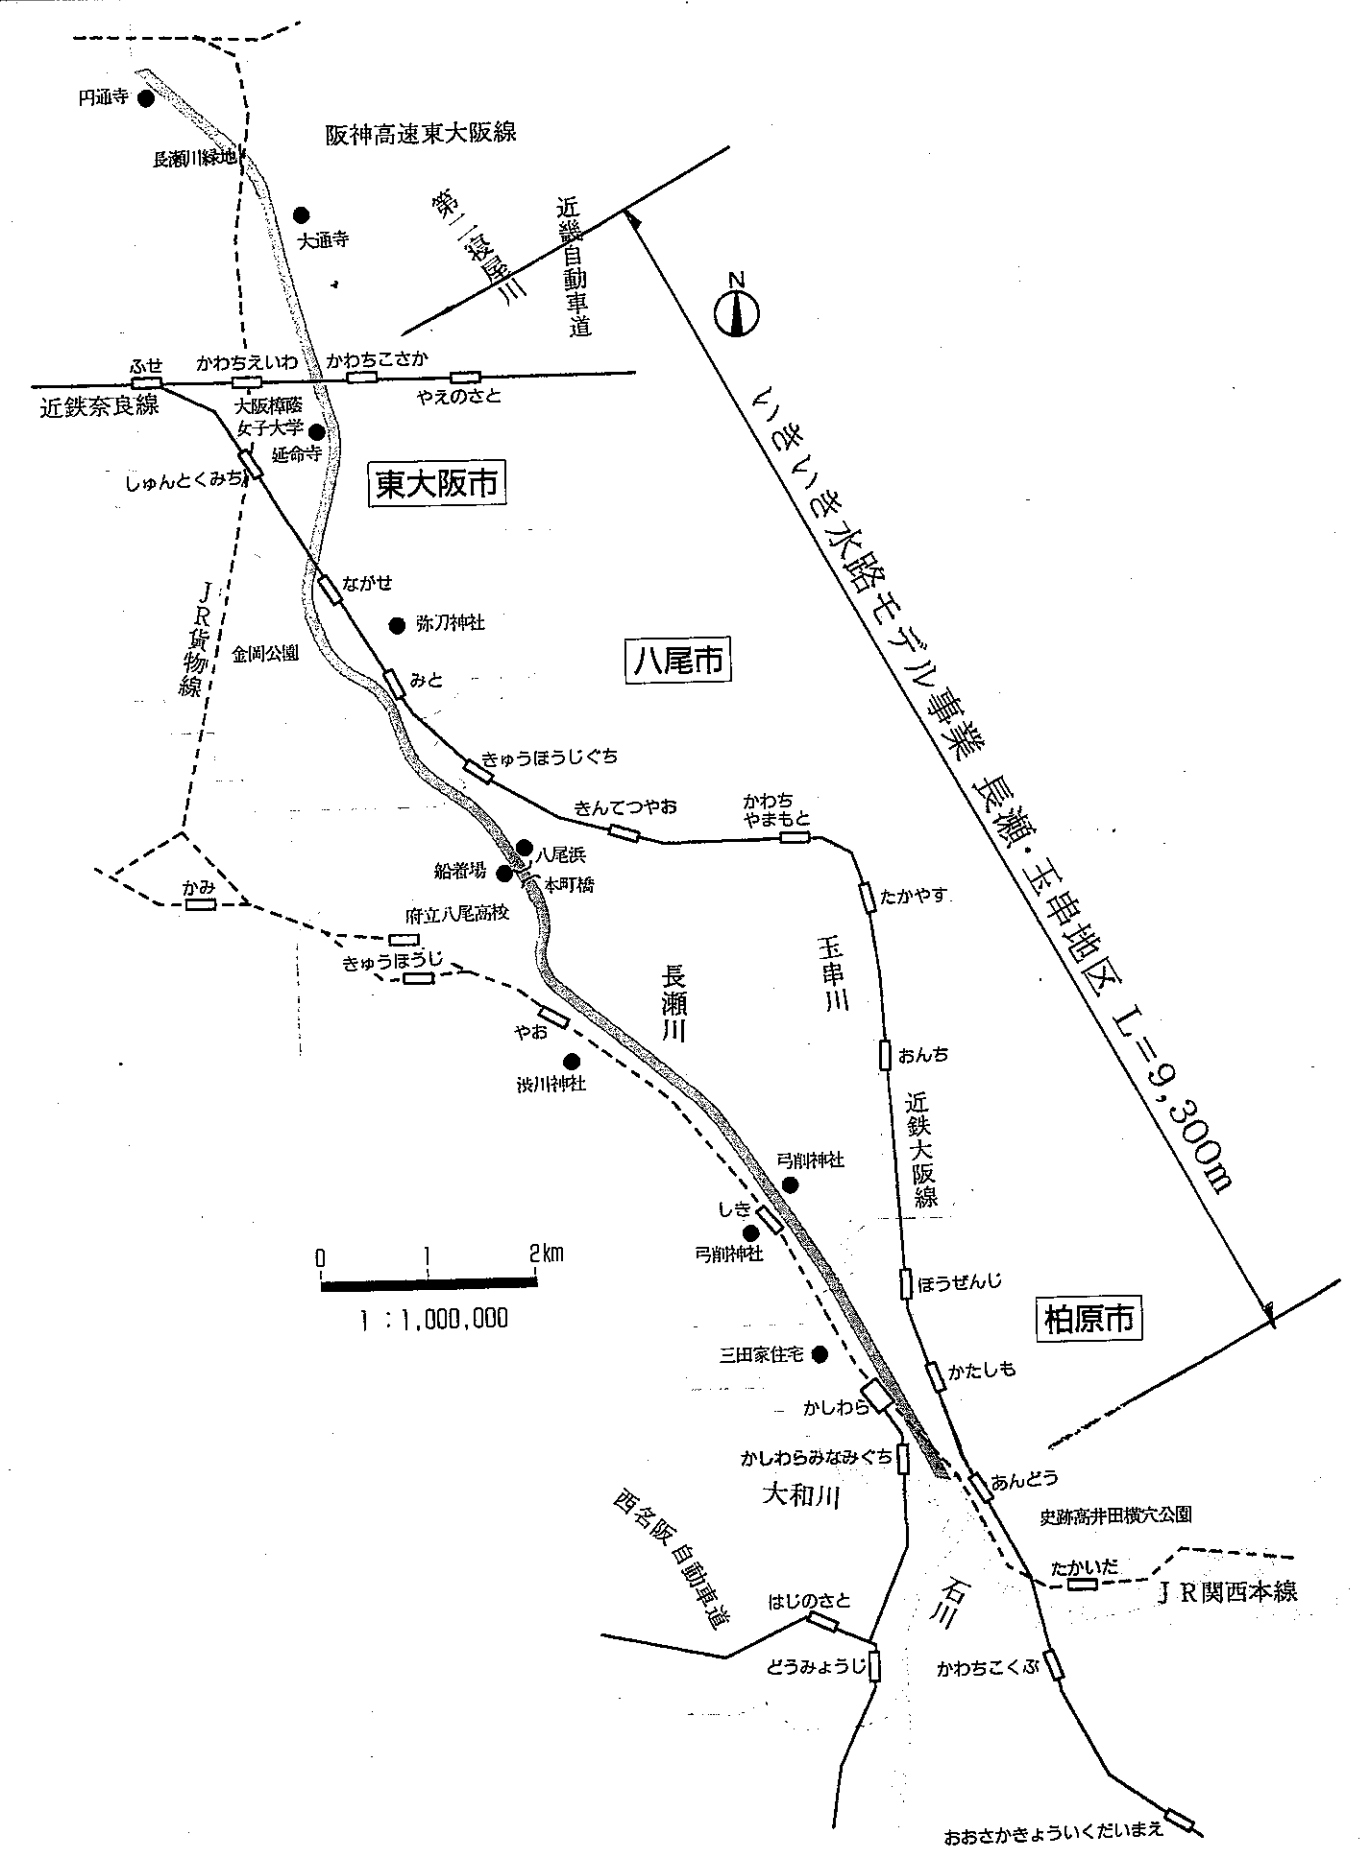 円通寺
阪神高速東大阪線
長瀬川緑地
第二寝屋川
近畿自動車道
大通寺
N
ふせ
かわちえいわ
かわちこさか
やえのさと
近鉄奈良線
大阪樟蔭
女子大学
延命寺
しゅんとくみち
東大阪市
いきいき水路モデル事業 長瀬・玉串地区 L=9,300m
ながせ
JR貨物線
弥刀神社
金岡公園
みと
八尾市
きゅうほうじぐち
きんてつやお
かわち
やまもと
八尾浜
船着場
本町橋
かみ
たかやす
府立八尾高校
きゅうほうじ
長瀬川
玉串川
やお
おんち
渋川神社
近鉄大阪線
弓削神社
しき
弓削神社
0 1 2km
1:1,000,000
ほうぜんじ
柏原市
三田家住宅
かたしも
かしわら
かしわらみなみぐち
あんどう
大和川
史跡高井田横穴公園
西名阪自動車道
たかいだ
JR関西本線
石川
はじのさと
どうみょうじ
かわちこくぶ
おおさかきょういくだいまえ